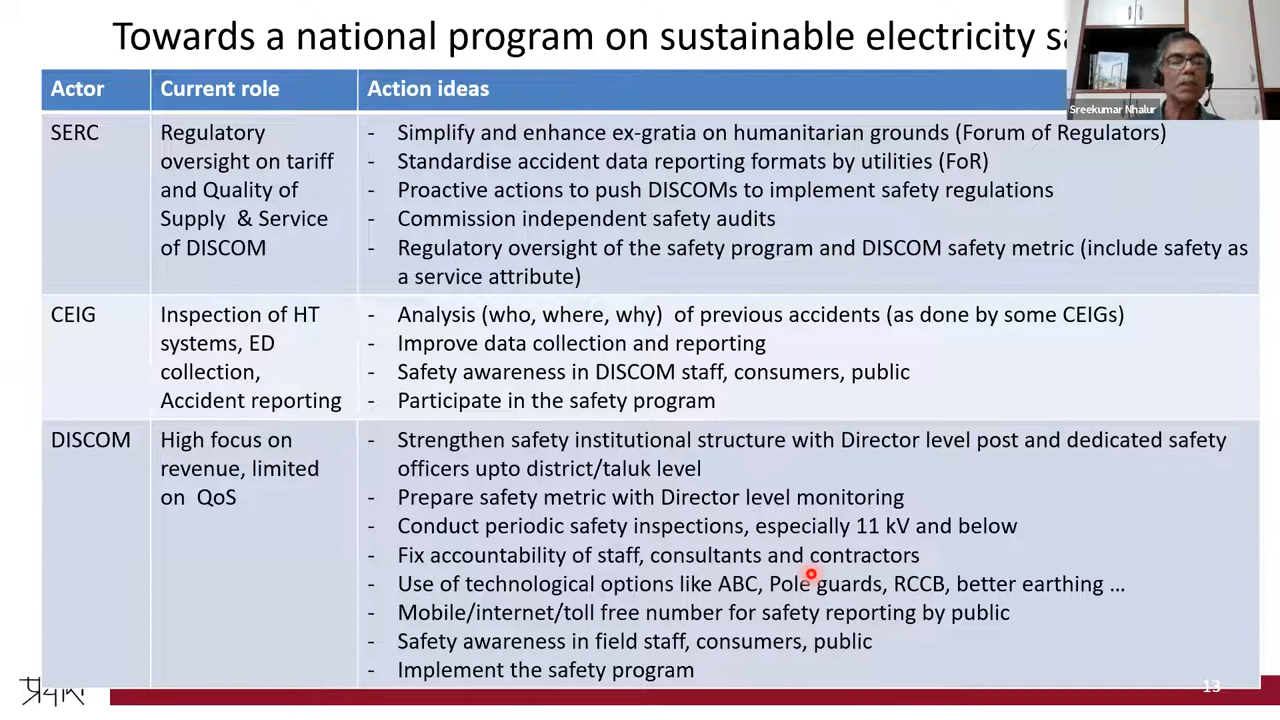 Towards a national program on sustainable electricity
Sreekumar Nhalur
Actor Current role Action ideas
SERC
Regulatory
oversight on tariff
and Quality of
Supply & Service
of DISCOM
- Simplify and enhance ex-gratia on humanitarian grounds (Forum of Regulators)
- Standardise accident data reporting formats by utilities (FoR)
- Proactive actions to push DISCOMs to implement safety regulations
- Commission independent safety audits
- Regulatory oversight of the safety program and DISCOM safety metric (include safety as
a service attribute)
CEIG
Inspection of HT
systems, ED
collection,
Accident reporting
- Analysis (who, where, why) of previous accidents (as done by some CEIGs)
- Improve data collection and reporting
- Safety awareness in DISCOM staff, consumers, public
- Participate in the safety program
DISCOM
High focus on
revenue, limited
on QoS
- Strengthen safety institutional structure with Director level post and dedicated safety
officers upto district/taluk level
- Prepare safety metric with Director level monitoring
- Conduct periodic safety inspections, especially 11 kV and below
- Fix accountability of staff, consultants and contractors
- Use of technological options like ABC, Pole guards, RCCB, better earthing ...
- Mobile/internet/toll free number for safety reporting by public
- Safety awareness in field staff, consumers, public
- Implement the safety program
13